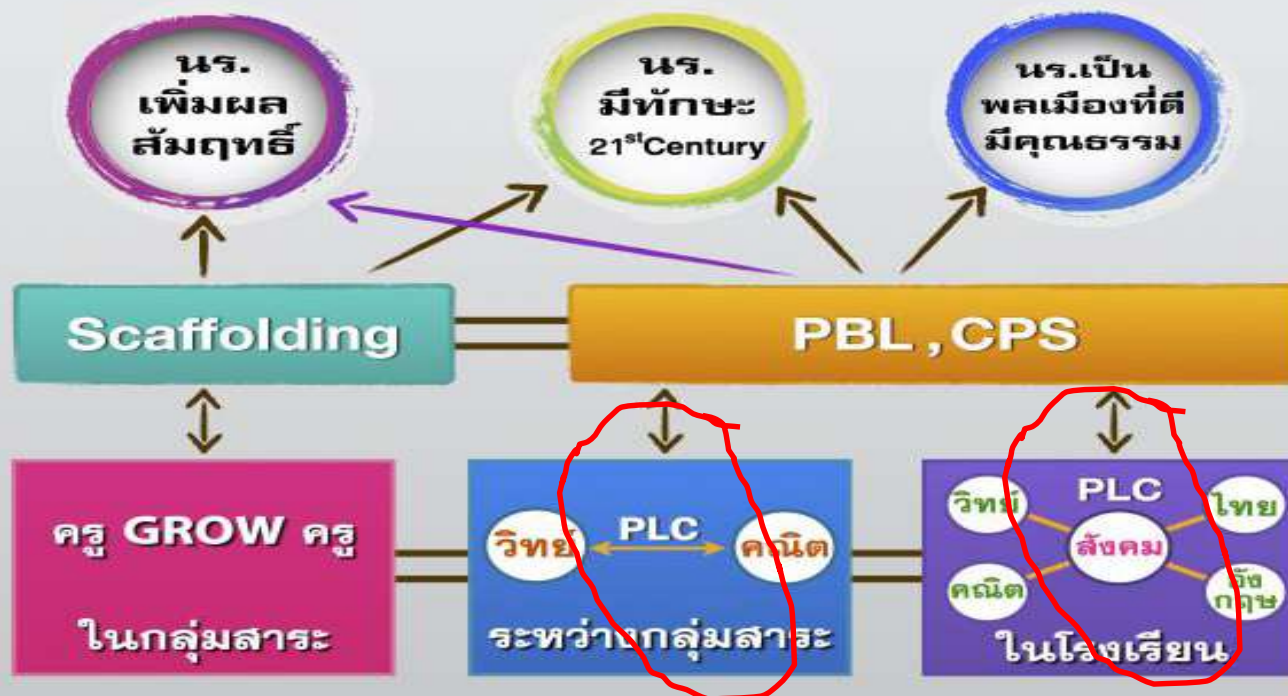 นร.
เพิ่มผล
สัมฤทธิ์
นร.
มีทักษะ
21stCentury
นร.เป็น
พลเมืองที่ดี
มีคุณธรรม
Scaffolding
PBL , CPS
ครู GROW ครู
ในกลุ่มสาระ
วิทย์ PLC คณิต
ระหว่างกลุ่มสาระ
PLC
วิทย์
ไทย
สังคม
คณิต
อัง
กฤษ
ในโรงเรียน